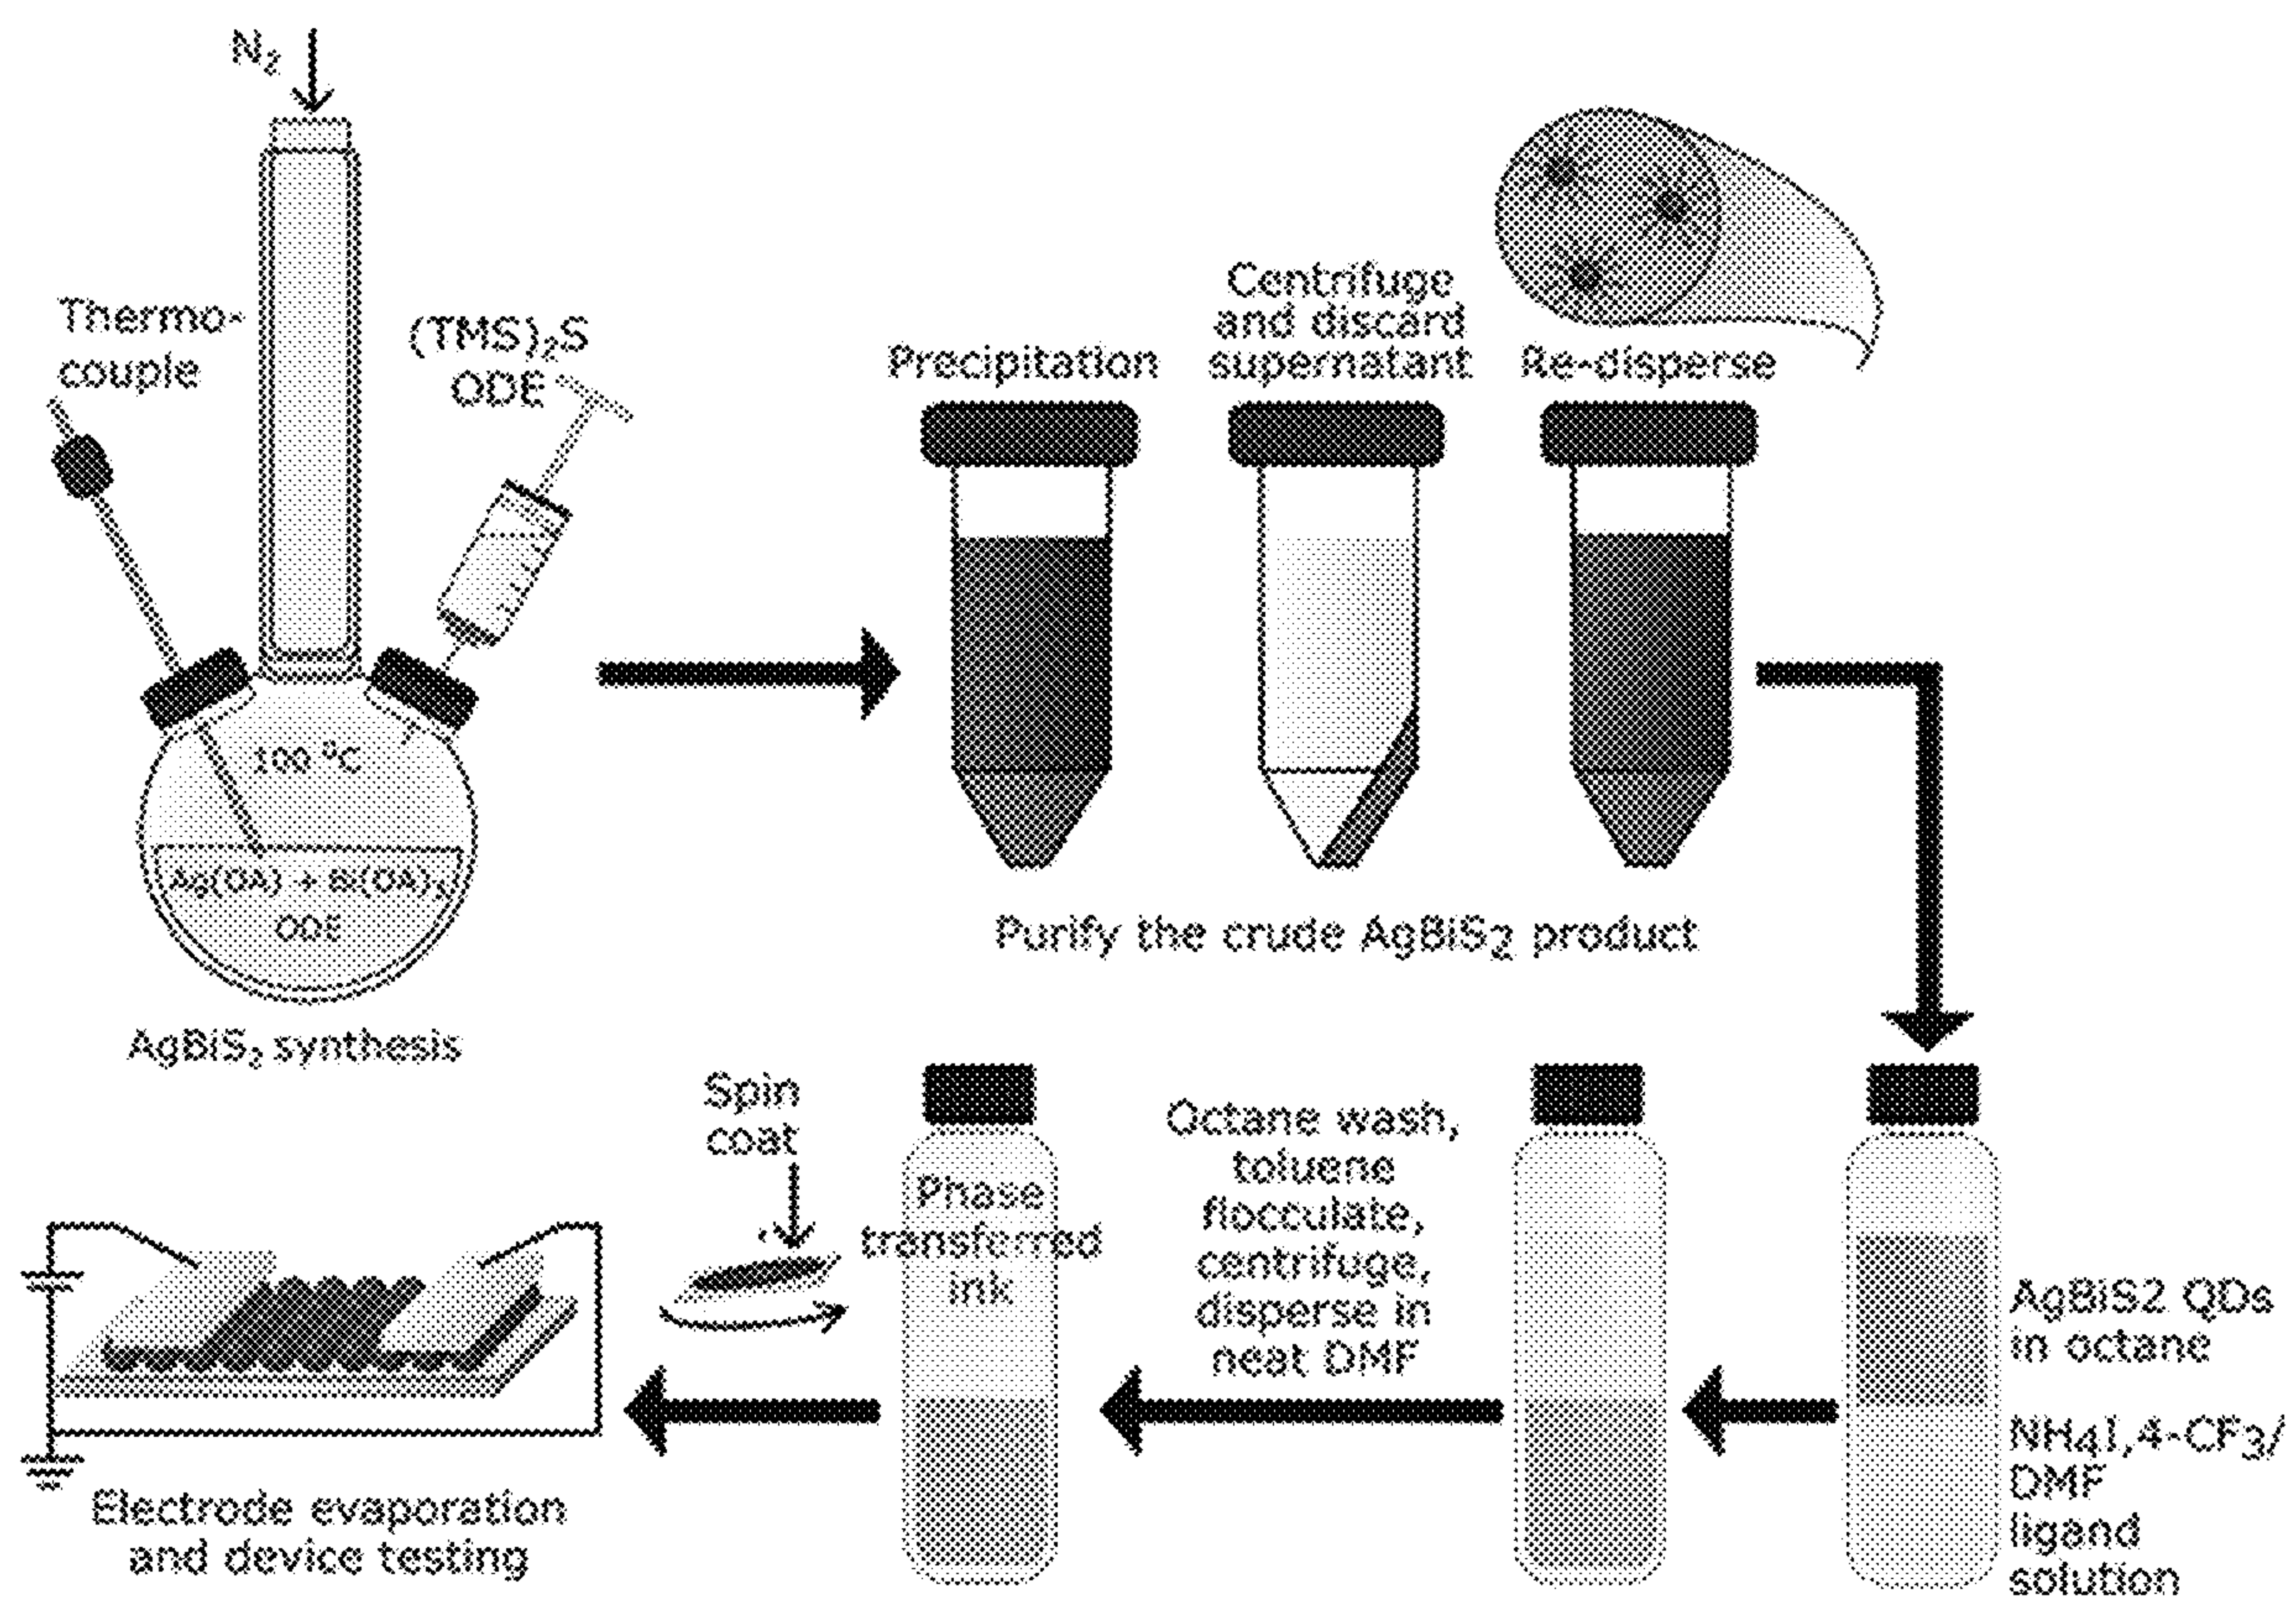 N2
Thermo-
couple
(TMS)2S
ODE
100 ⁰C
Ag(OA) + Bi(OA)3
ODE
AgBiS2 synthesis
Precipitation
Centrifuge
and discard
supernatant
Re-disperse
Purify the crude AgBiS2 product
AgBiS2 QDs
in octane
NH4I,4-CF3/
DMF
ligand
solution
Octane wash,
toluene
flocculate,
centrifuge,
disperse in
neat DMF
Phase
transferred
ink
Spin
coat
Electrode evaporation
and device testing